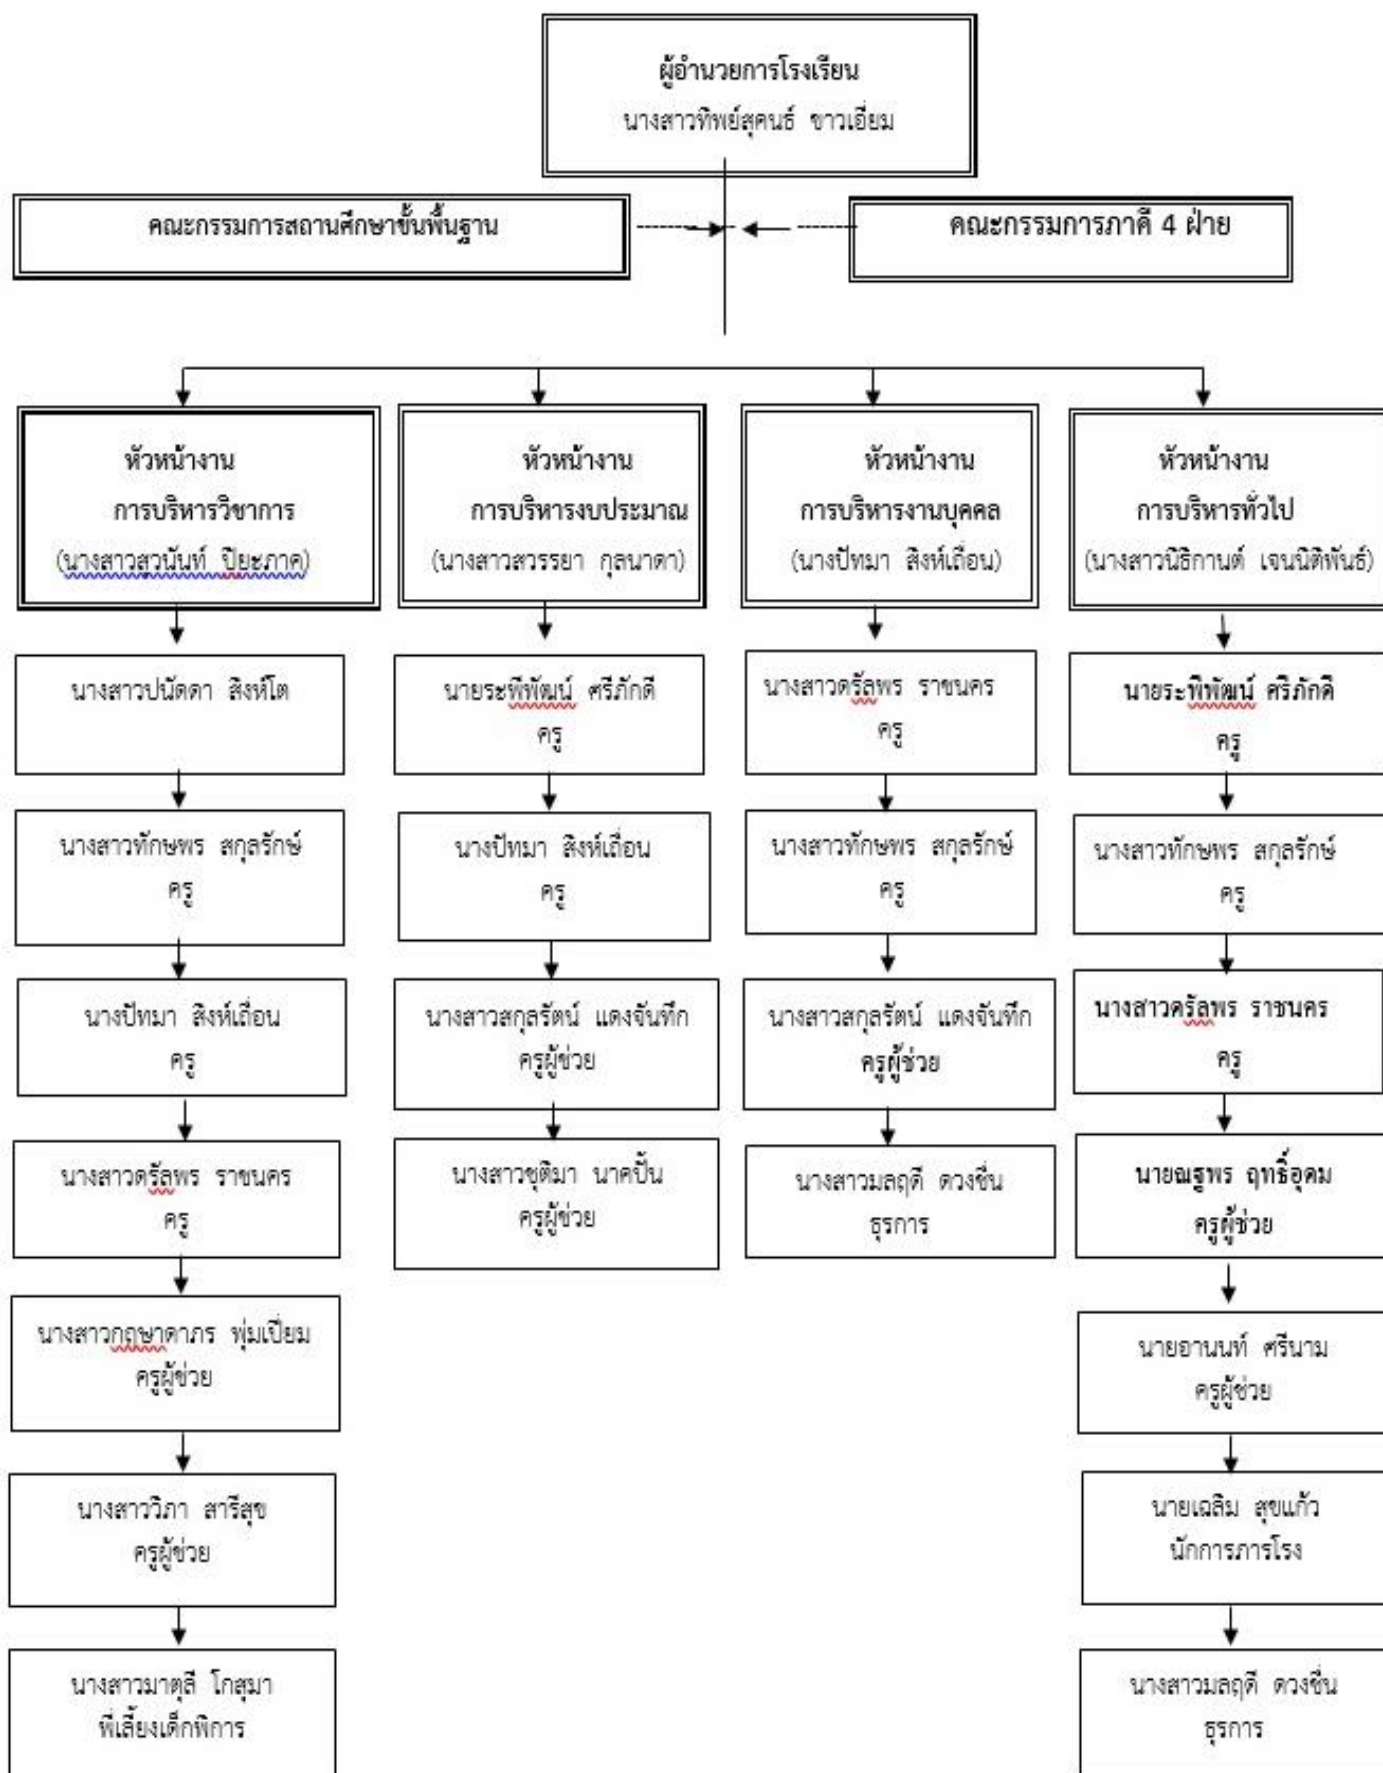 ผู้อำนวยการโรงเรียน
นางสาวทิพย์สุคนธ์ ขาวเอี่ยม
คณะกรรมการสถานศึกษาขั้นพื้นฐาน
คณะกรรมการภาคี 4 ฝ่าย
หัวหน้างาน
การบริหารวิชาการ
(นางสาวสุวนันท์ ปิยะภาค)
หัวหน้างาน
การบริหารงบประมาณ
(นางสาวสวรรยา กุลนาดา)
หัวหน้างาน
การบริหารงานบุคคล
(นางปัทมา สิงห์เถื่อน)
หัวหน้างาน
การบริหารทั่วไป
(นางสาวนิธิกานต์ เจนนิติพันธ์)
นางสาวปนัดดา สิงห์โต
นางสาวทักษพร สกุลรักษ์
ครู
นางปัทมา สิงห์เถื่อน
ครู
นางสาวดรัลพร ราชนคร
ครู
นางสาวกฤษาดาภร พุ่มเปี่ยม
ครูผู้ช่วย
นางสาววิภา สารีสุข
ครูผู้ช่วย
นางสาวมาตุลี โกสุมา
พี่เลี้ยงเด็กพิการ
นายระพีพัฒน์ ศรีภักดี
ครู
นางปัทมา สิงห์เถื่อน
ครู
นางสาวสกุลรัตน์ แดงจันทึก
ครูผู้ช่วย
นางสาวชุติมา นาคปั้น
ครูผู้ช่วย
นางสาวดรัลพร ราชนคร
ครู
นางสาวทักษพร สกุลรักษ์
ครู
นางสาวสกุลรัตน์ แดงจันทึก
ครูผู้ช่วย
นางสาวมลฤดี ดวงชื่น
ธุรการ
นายระพีพัฒน์ ศรีภักดี
ครู
นางสาวทักษพร สกุลรักษ์
ครู
นางสาวดรัลพร ราชนคร
ครู
นายณฐพร ฤทธิ์อุดม
ครูผู้ช่วย
นายอานนท์ ศรีนาม
ครูผู้ช่วย
นายเฉลิม สุขแก้ว
นักการภารโรง
นางสาวมลฤดี ดวงชื่น
ธุรการ